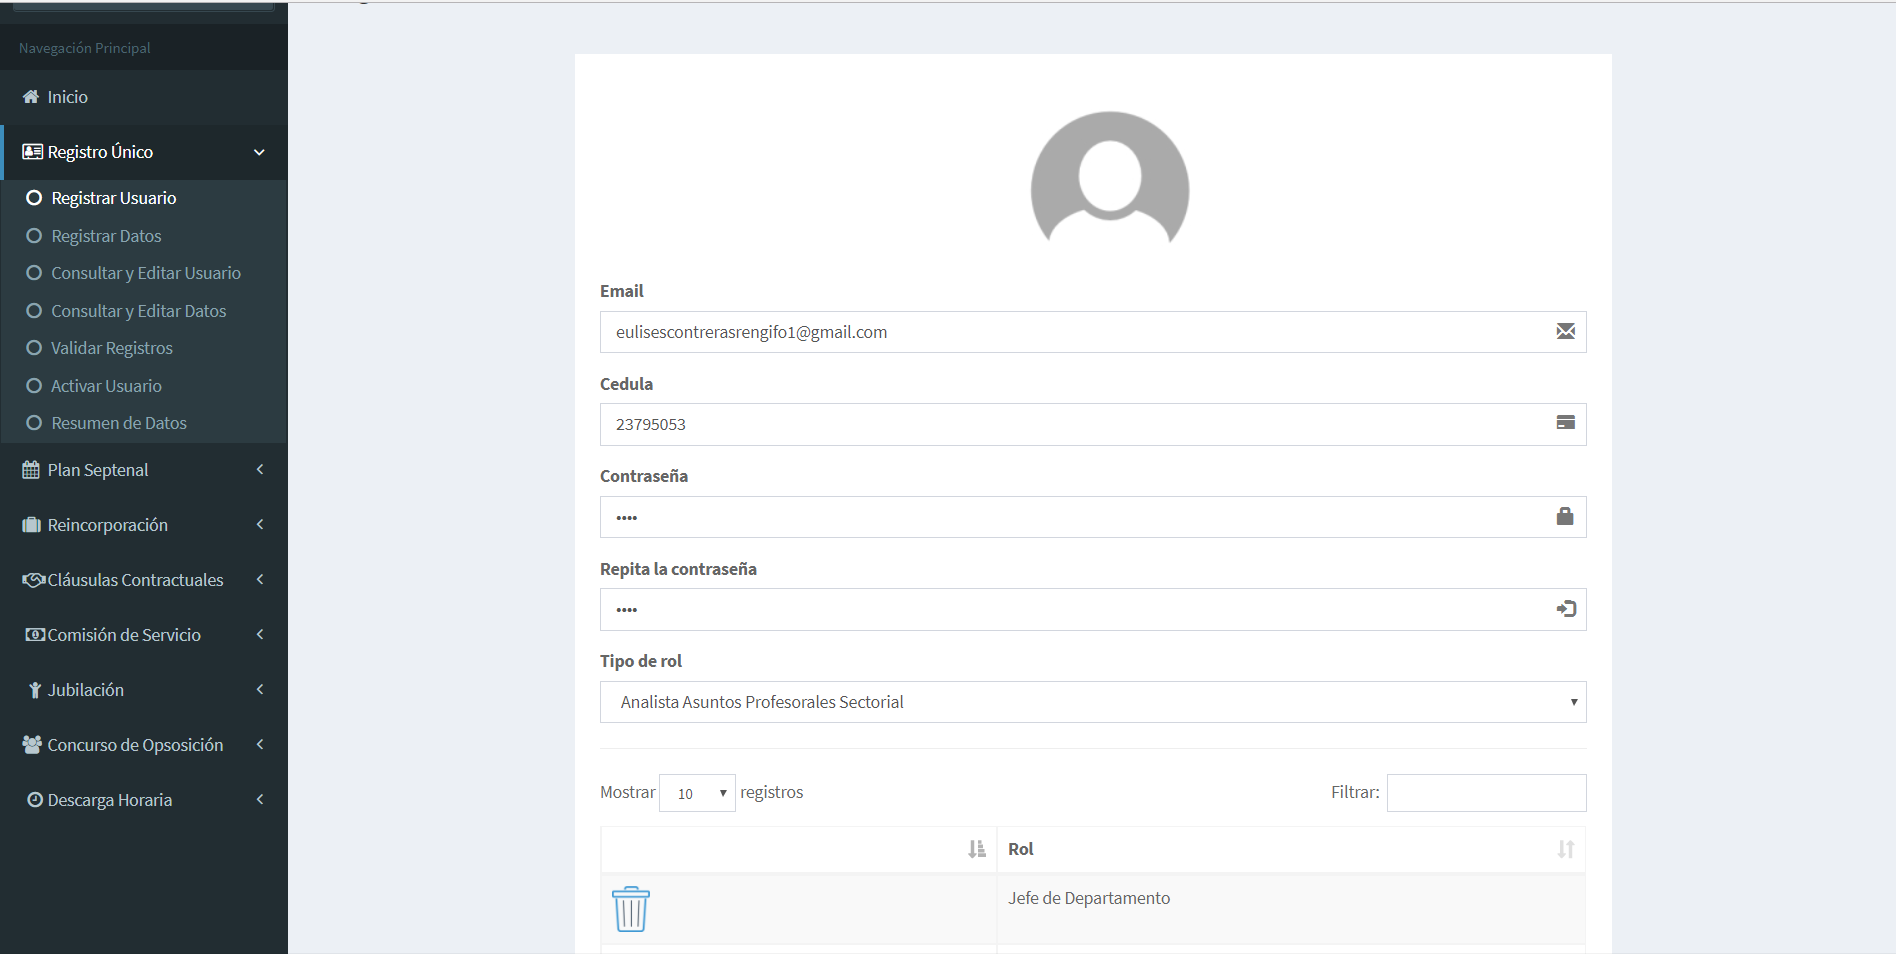 Navegación Principal
Inicio
Registro Único
Registrar Usuario
Registrar Datos
Consultar y Editar Usuario
Consultar y Editar Datos
Validar Registros
Activar Usuario
Resumen de Datos
Plan Septenal
Reincorporación
Cláusulas Contractuales
Comisión de Servicio
Jubilación
Concurso de Opsosición
Descarga Horaria
Email
eulisescontrerasrengifo1@gmail.com
Cedula
23795053
Contraseña
••••
Repita la contraseña
••••
Tipo de rol
Analista Asuntos Profesorales Sectorial
Mostrar 10 registros
Filtrar:
Rol
Jefe de Departamento